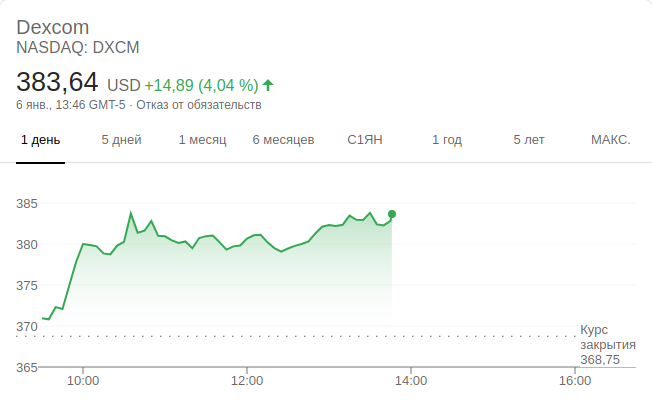 Dexcom
NASDAQ: DXCM
383,64 USD +14,89 (4,04 %)
6 янв., 13:46 GMT-5 · Отказ от обязательств
1 день 5 дней 1 месяц 6 месяцев С1ЯН 1 год 5 лет МАКС.
385
380
375
370
365
Курс
закрытия
368,75
10:00 12:00 14:00 16:00